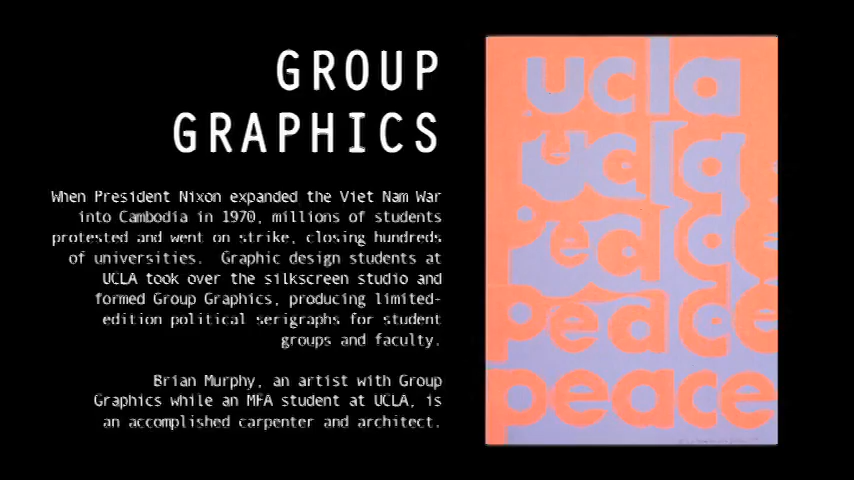 GROUP
GRAPHICS
When President Nixon expanded the Viet Nam War
into Cambodia in 1970, millions of students
protested and went on strike, closing hundreds
of universities. Graphic design students at
UCLA took over the silkscreen studio and
formed Group Graphics, producing limited-
edition political serigraphs for student
groups and faculty.
Brian Murphy, an artist with Group
Graphics while an MFA student at UCLA, is
an accomplished carpenter and architect.
ucla
ucla
peace
peace
peace